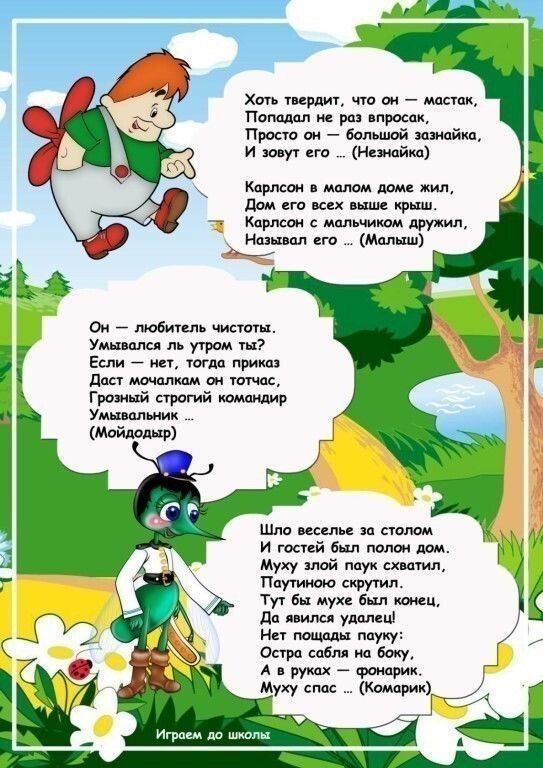 Хоть твердит, что он — мастак,
Попадал не раз впросак,
Просто он — большой зазнайка,
И зовут его ... (Незнайка)
Карлсон в малом доме жил,
Дом его всех выше крыш.
Карлсон с мальчиком дружил,
Называл его ... (Малыш)
Он — любитель чистоты.
Умывался ль утром ты?
Если — нет, тогда приказ
Даст мочалкам он тотчас,
Грозный строгий командир
Умывальник ...
(Мойдодыр)
Шло веселье за столом
И гостей был полон дом.
Муху злой паук схватил,
Паутиною скрутил.
Тут бы мухе был конец,
Да явился удалец!
Нет пощады пауку:
Остра сабля на боку,
А в руках — фонарик.
Муху спас ... (Комарик)
Играем до школы